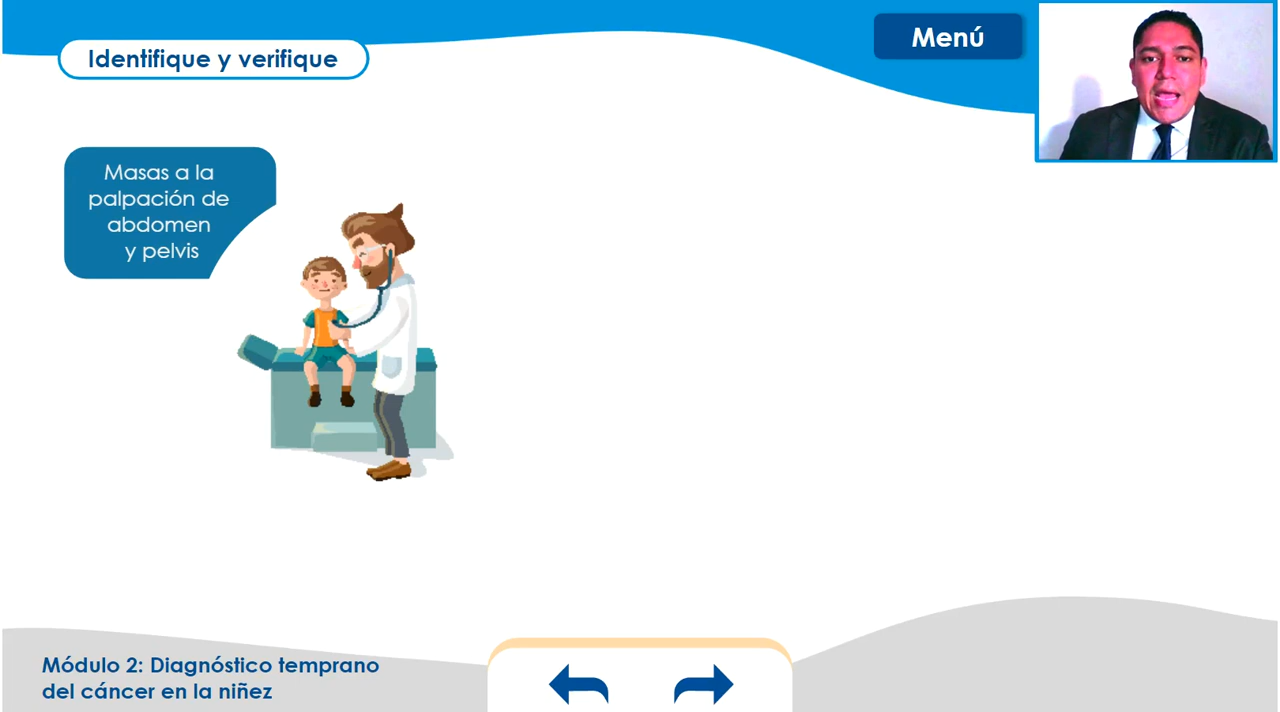 Identifique y verifique
Menú
Masas a la
palpación de
abdomen
y pelvis
Módulo 2: Diagnóstico temprano
del cáncer en la niñez